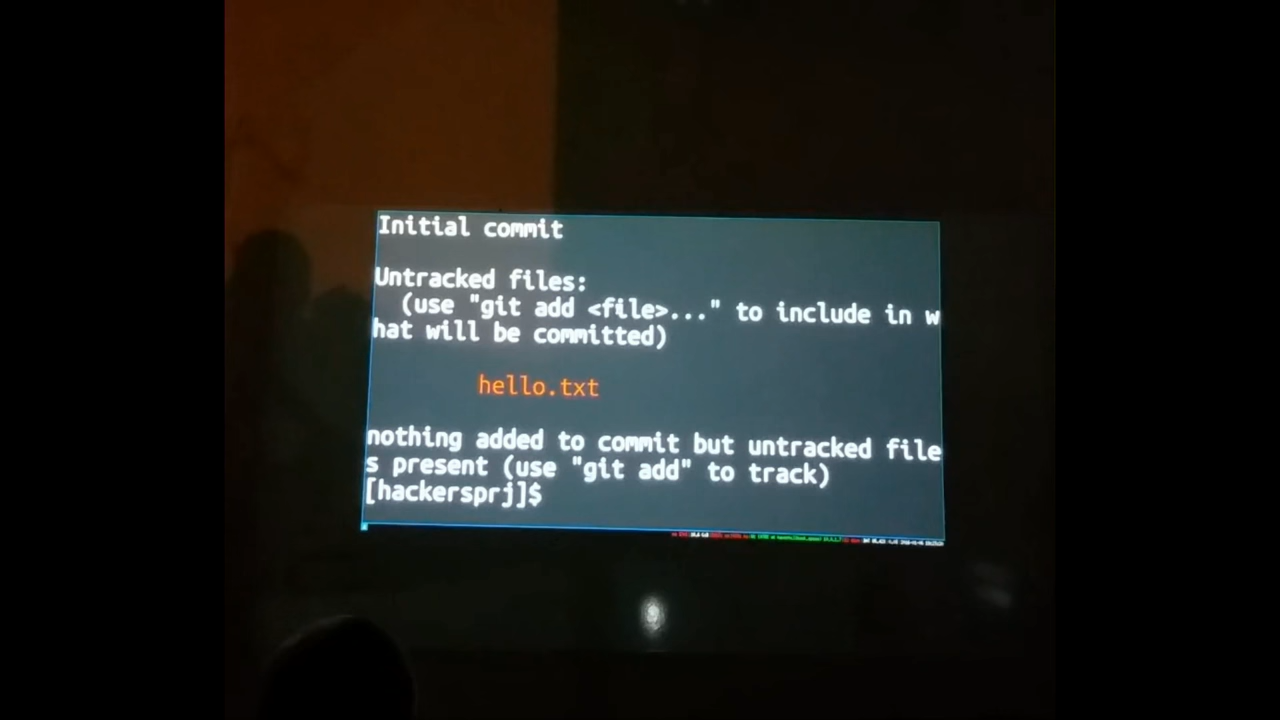 Initial commit
Untracked files:
(use "git add <file>..." to include in w
hat will be committed)
hello.txt
nothing added to commit but untracked file
s present (use "git add" to track)
[hackersprj]$